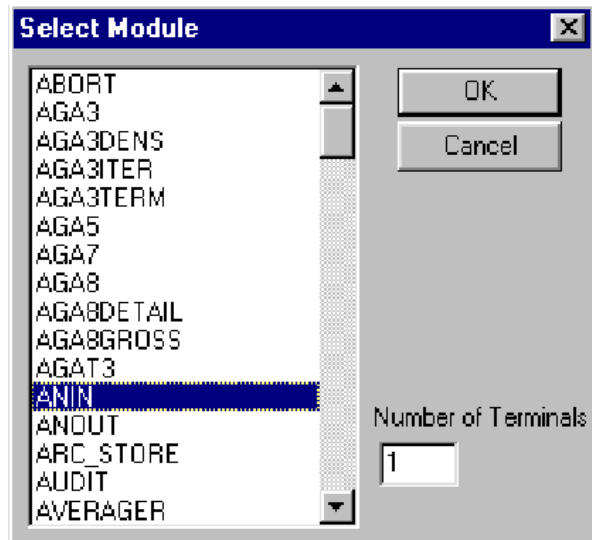 Select Module
ABORT
AGA3
AGA3DENS
AGA3ITER
AGA3TERM
AGA5
AGA7
AGA8
AGA8DETAIL
AGA8GROSS
AGAT3
ANIN
ANOUT
ARC_STORE
AUDIT
AVERAGER
OK
Cancel
Number of Terminals
1